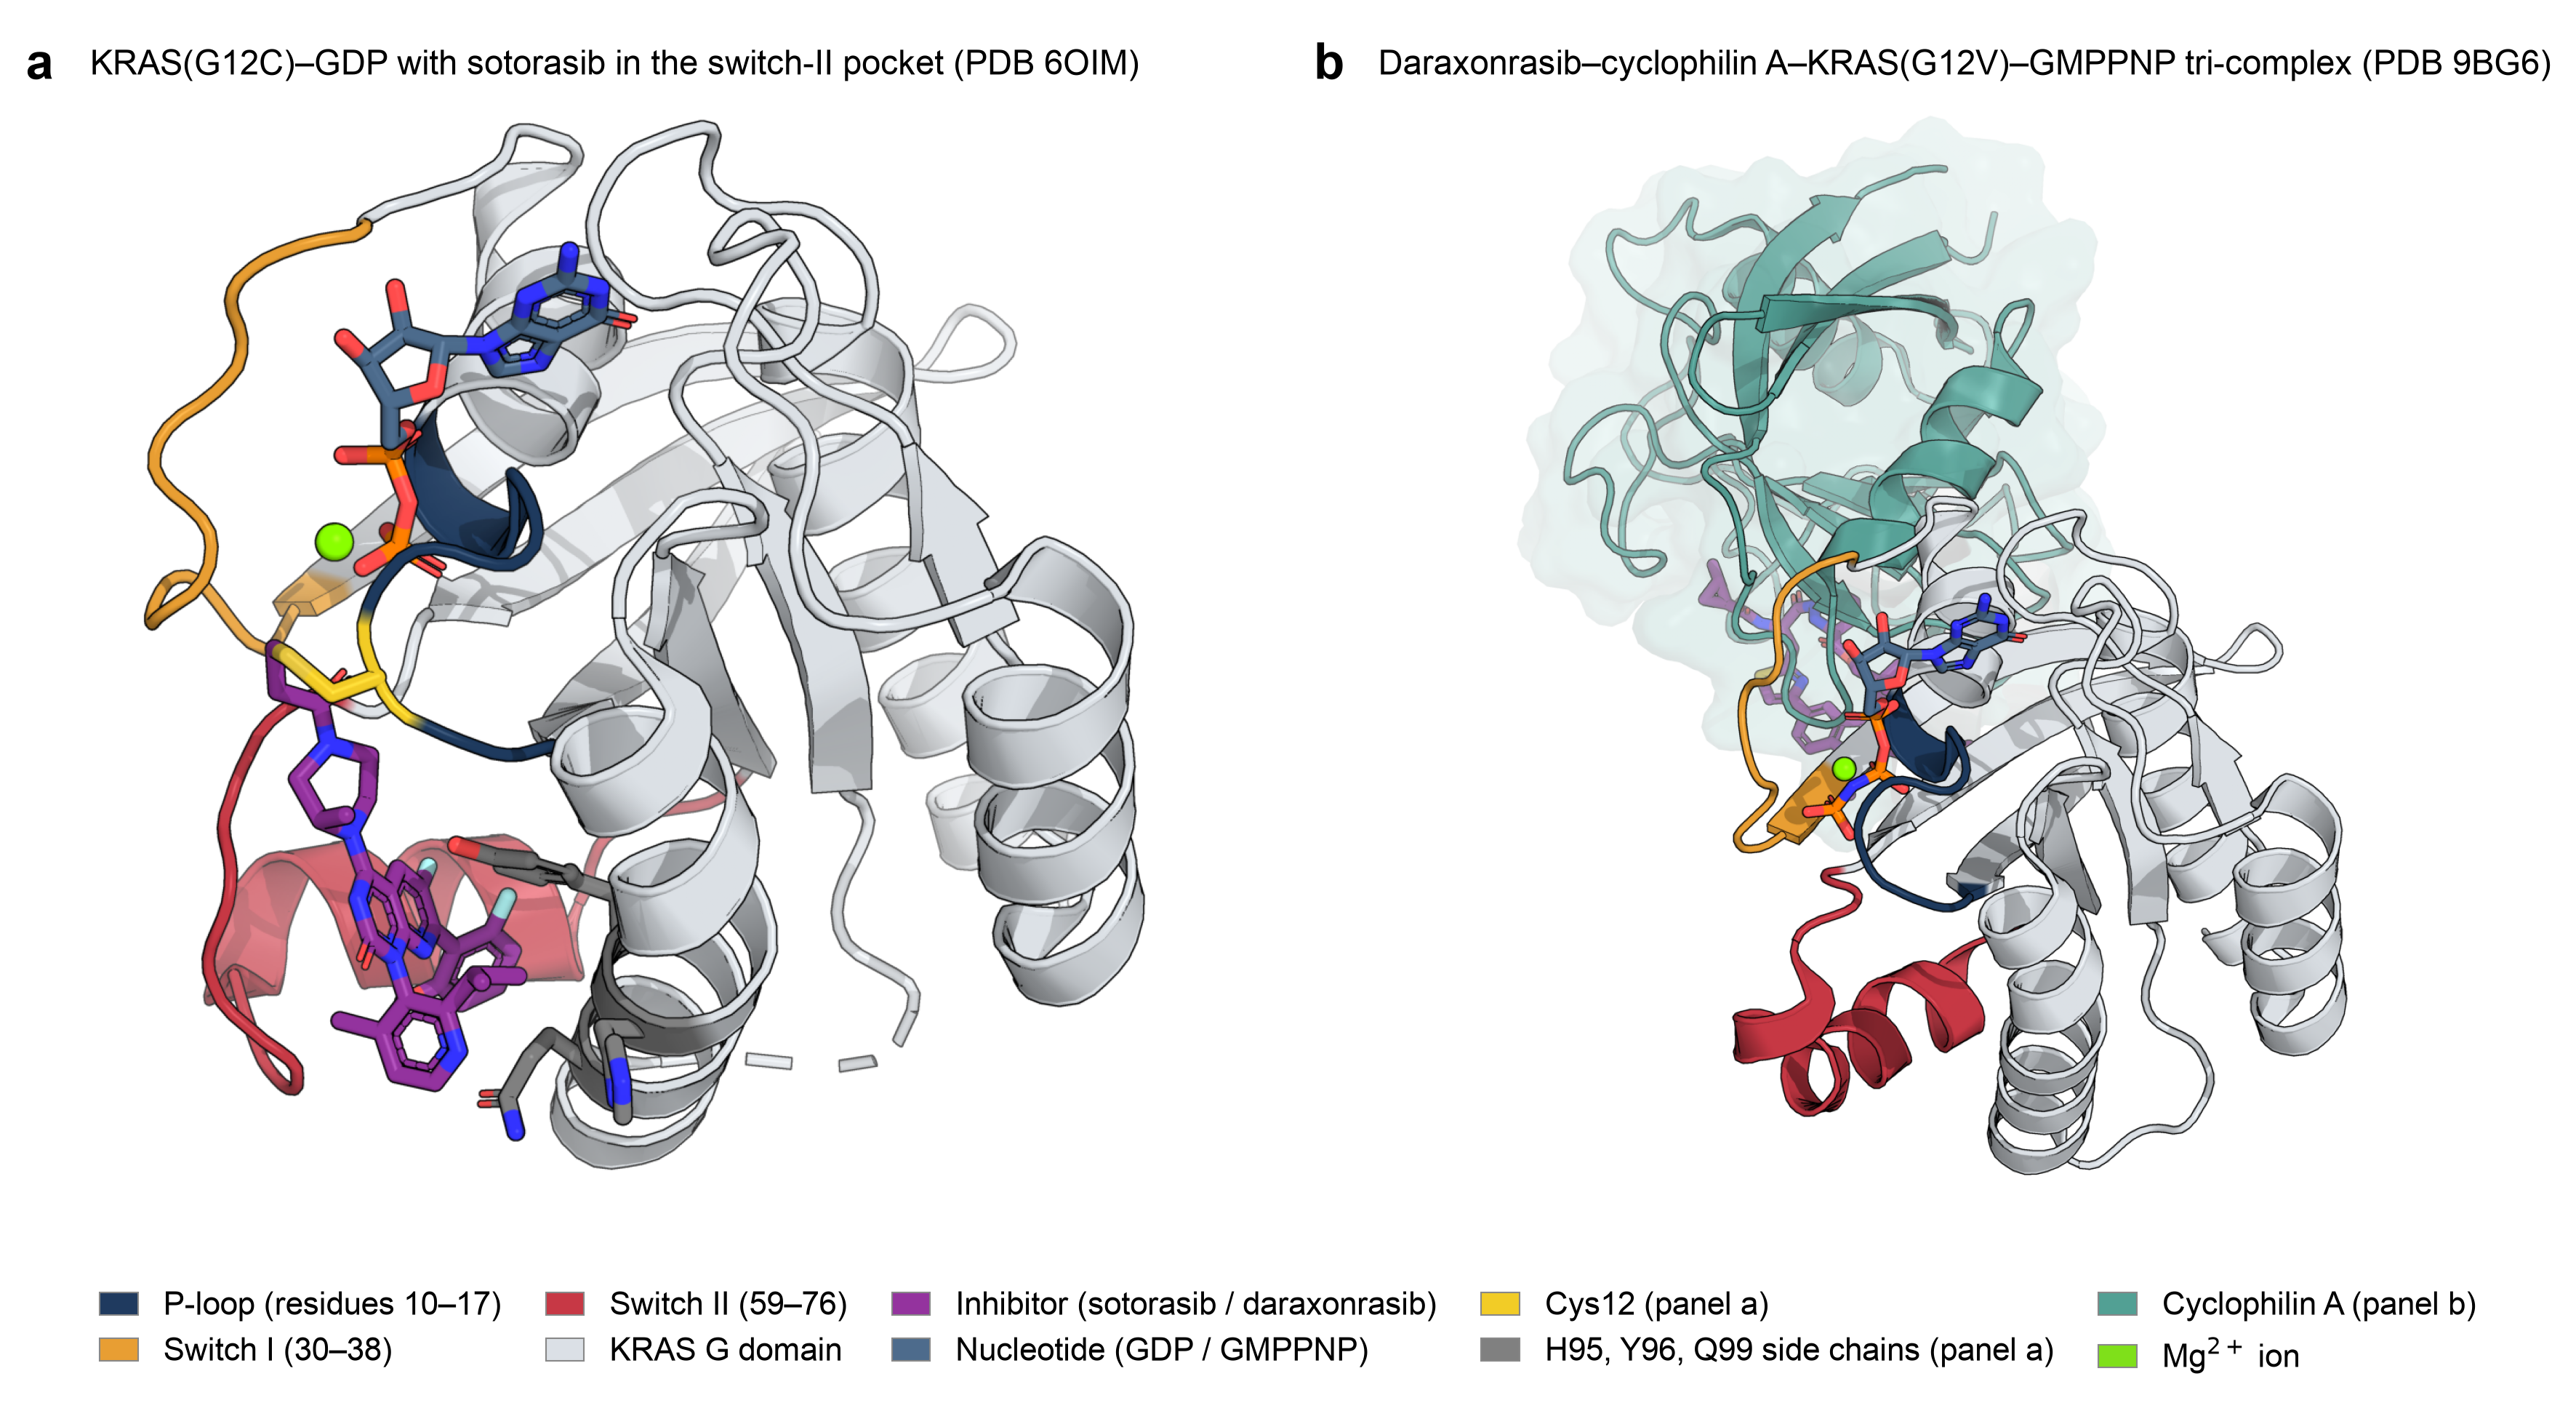 a KRAS(G12C)–GDP with sotorasib in the switch-II pocket (PDB 6OIM)
b Daraxonrasib–cyclophilin A–KRAS(G12V)–GMPPNP tri-complex (PDB 9BG6)
P-loop (residues 10–17)
Switch I (30–38)
Switch II (59–76)
KRAS G domain
Inhibitor (sotorasib / daraxonrasib)
Nucleotide (GDP / GMPPNP)
Cys12 (panel a)
H95, Y96, Q99 side chains (panel a)
Cyclophilin A (panel b)
Mg²⁺ ion